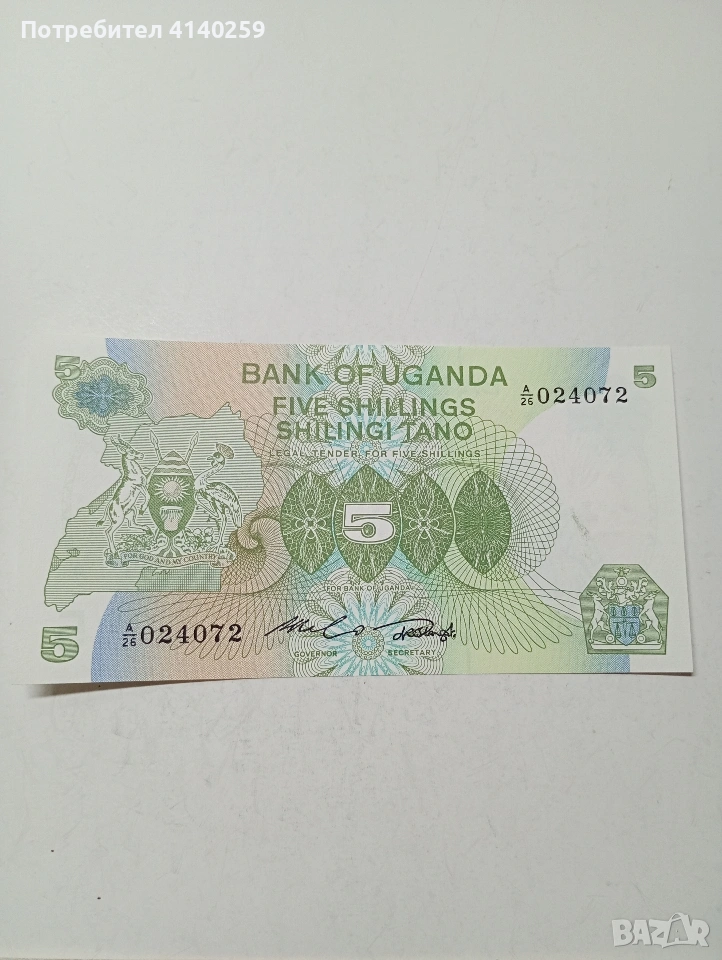 Потребител 4140259
5
BANK OF UGANDA
A/26 024072
5
FIVE SHILLINGS
SHILINGI TANO
LEGAL TENDER FOR FIVE SHILLINGS
5
FOR GOD AND MY COUNTRY
FOR BANK OF UGANDA
5
A/26 024072
GOVERNOR
SECRETARY
BAZAR